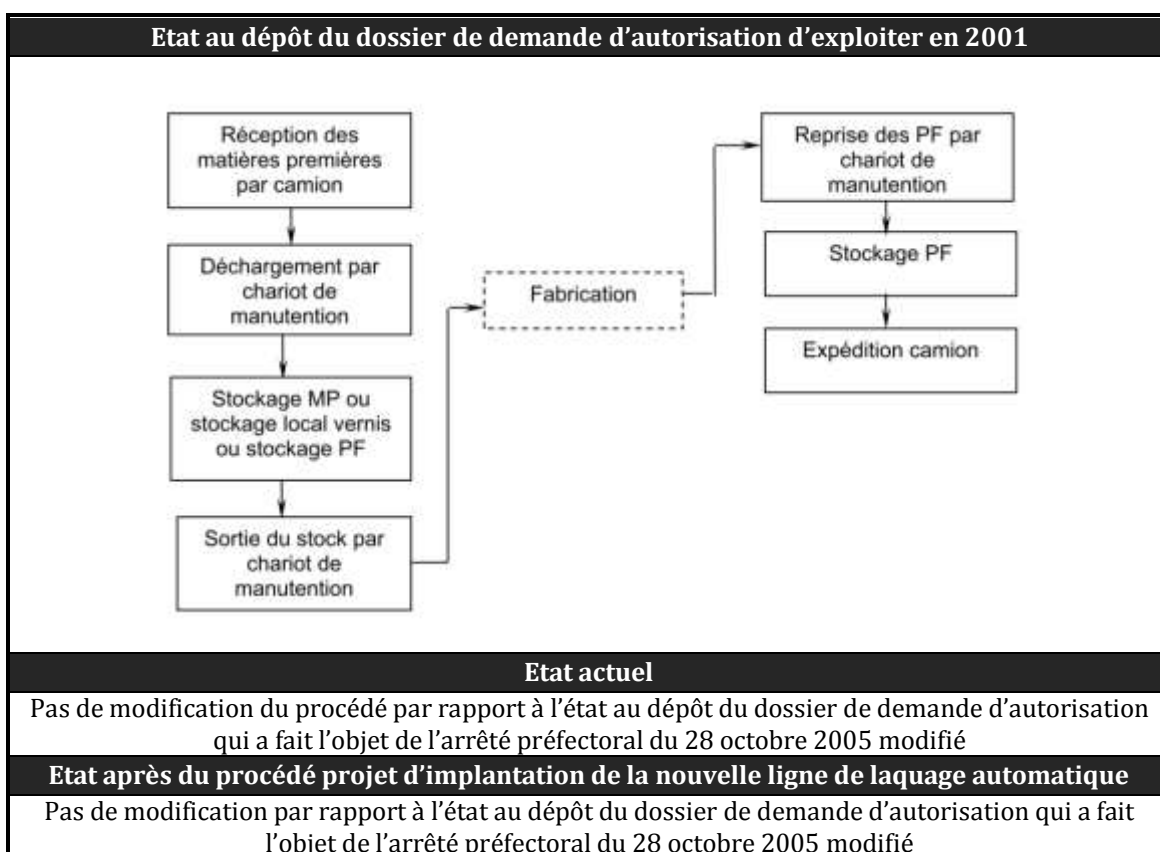 Etat au dépôt du dossier de demande d’autorisation d’exploiter en 2001
Réception des
matières premières
par camion
Déchargement par
chariot de
manutention
Stockage MP ou
stockage local vernis
ou stockage PF
Sortie du stock par
chariot de
manutention
Fabrication
Reprise des PF par
chariot de
manutention
Stockage PF
Expédition camion
Etat actuel
Pas de modification du procédé par rapport à l’état au dépôt du dossier de demande d’autorisation
qui a fait l’objet de l’arrêté préfectoral du 28 octobre 2005 modifié
Etat après du procédé projet d’implantation de la nouvelle ligne de laquage automatique
Pas de modification par rapport à l’état au dépôt du dossier de demande d’autorisation qui a fait
l’objet de l’arrêté préfectoral du 28 octobre 2005 modifié